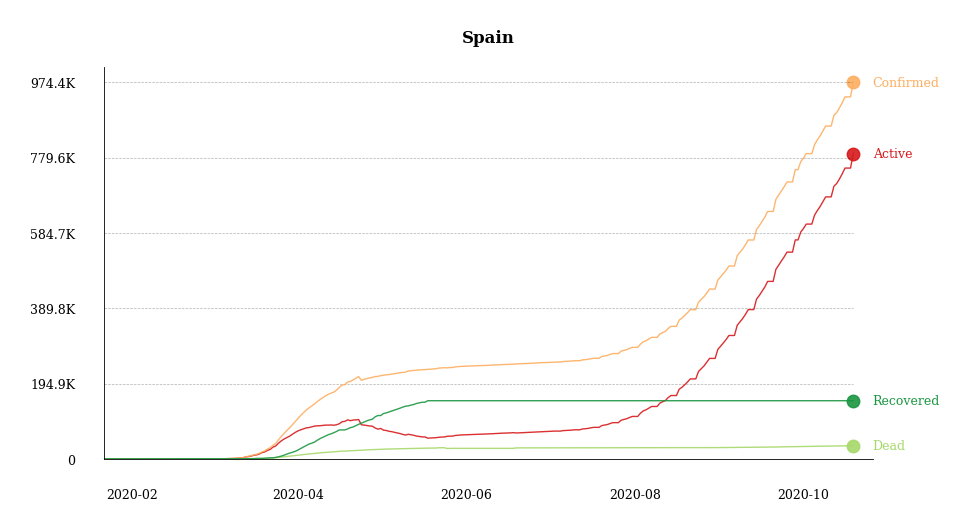 Spain
974.4K
Confirmed
779.6K
Active
584.7K
389.8K
194.9K
Recovered
Dead
0
2020-02 2020-04 2020-06 2020-08 2020-10